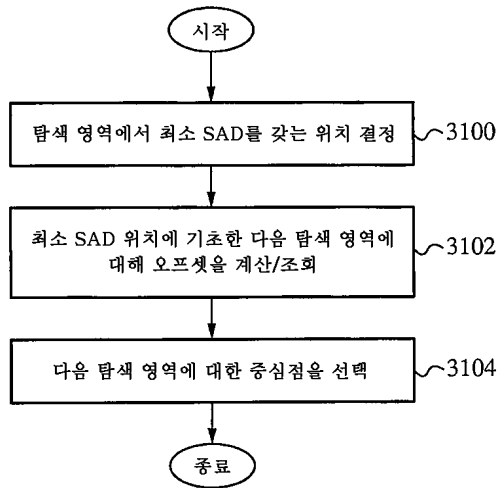 시작
탐색 영역에서 최소 SAD를 갖는 위치 결정
3100
최소 SAD 위치에 기초한 다음 탐색 영역에
대해 오프셋을 계산/조회
3102
다음 탐색 영역에 대한 중심점을 선택
3104
종료